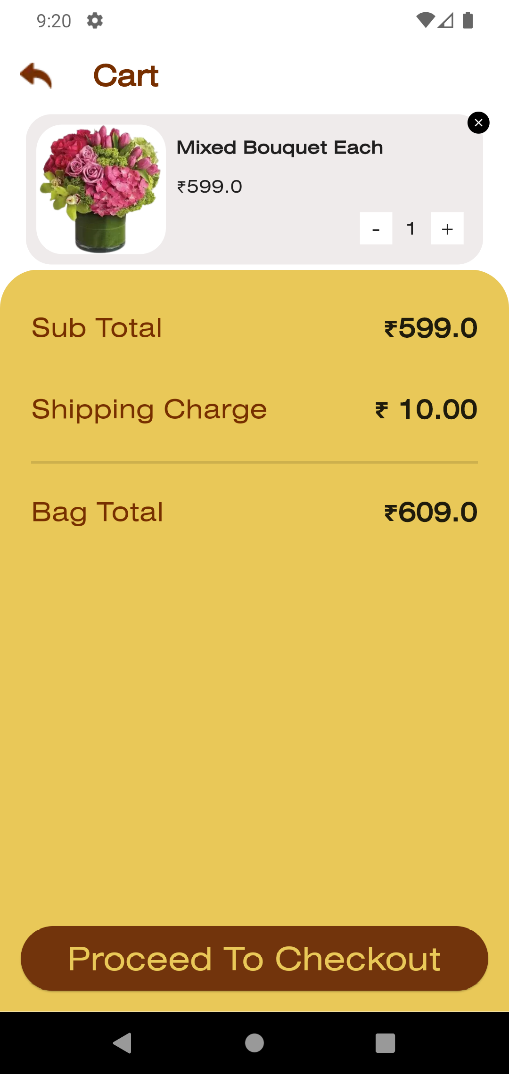 9:20
Cart
Mixed Bouquet Each
₹599.0
- 1 +
Sub Total ₹599.0
Shipping Charge ₹ 10.00
Bag Total ₹609.0
Proceed To Checkout